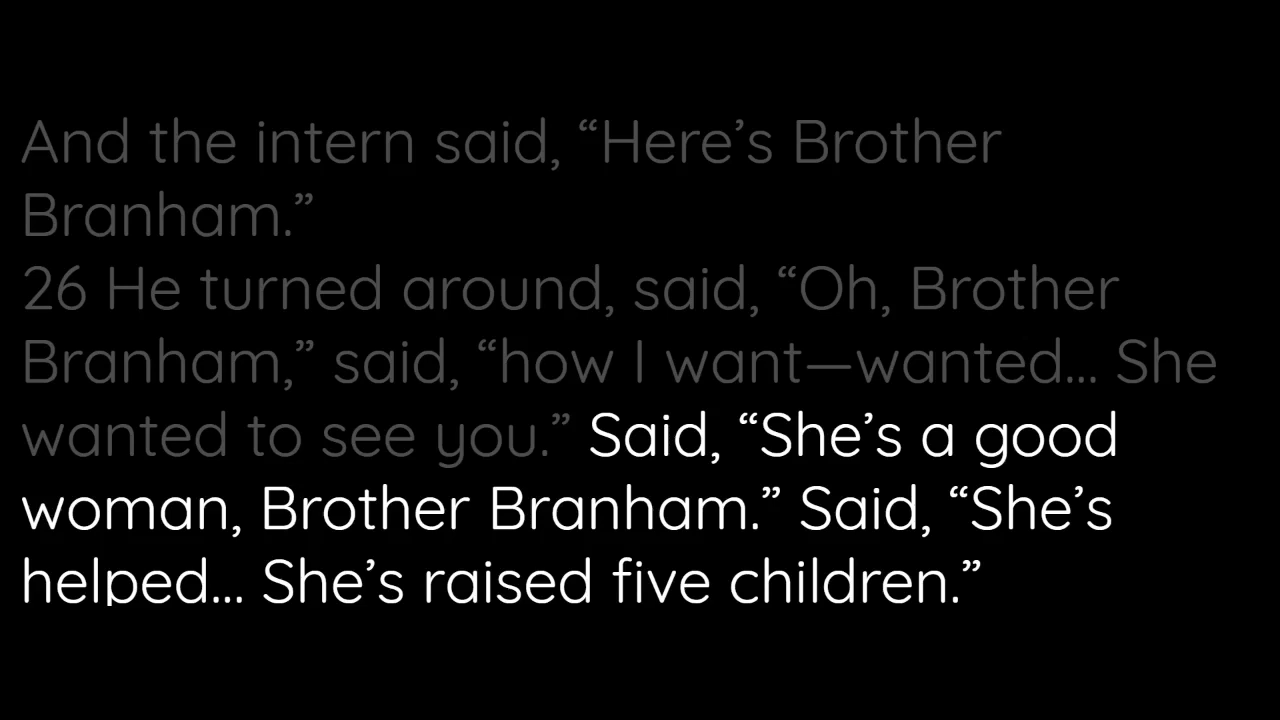 And the intern said, “Here’s Brother
Branham.”
26 He turned around, said, “Oh, Brother
Branham,” said, “how I want—wanted... She
wanted to see you.” Said, “She’s a good
woman, Brother Branham.” Said, “She’s
helped... She’s raised five children.”